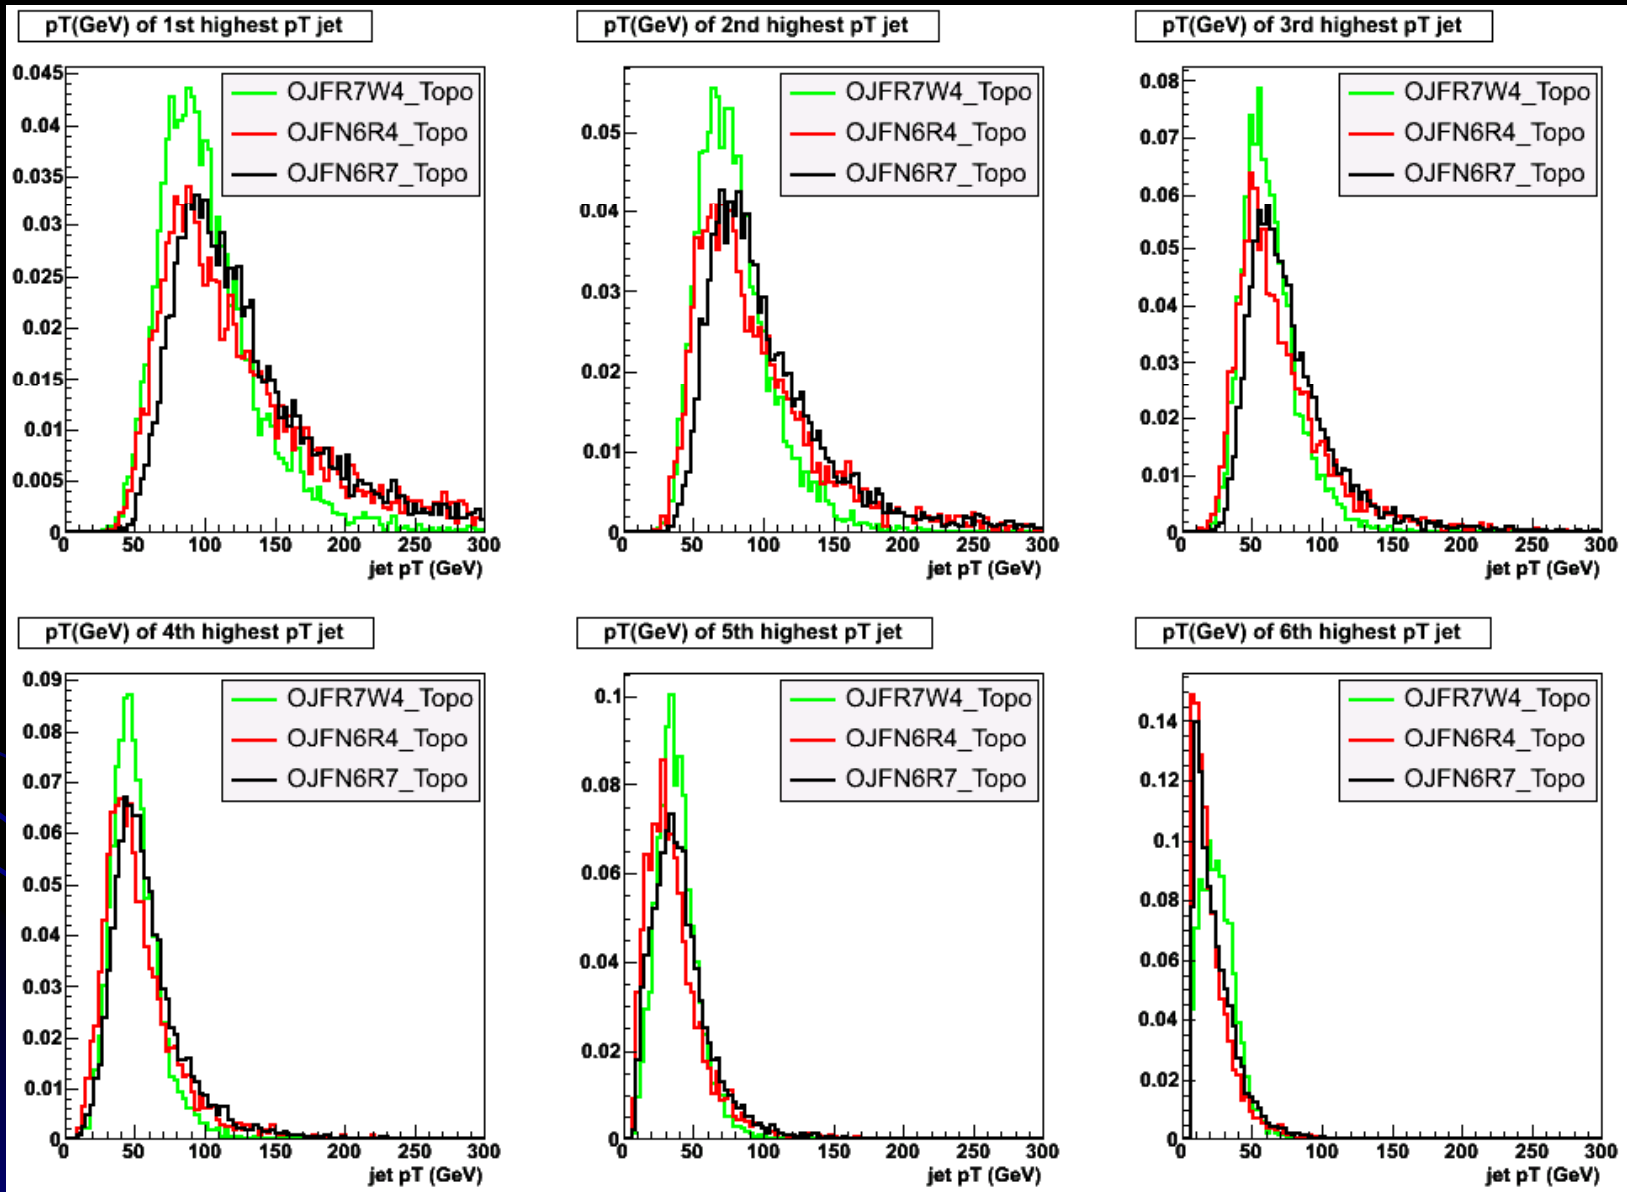 pT(GeV) of 1st highest pT jet
0.045
0.04
0.035
0.03
0.025
0.02
0.015
0.01
0.005
0
0 50 100 150 200 250 300
jet pT (GeV)
OJFR7W4_Topo
OJFN6R4_Topo
OJFN6R7_Topo
pT(GeV) of 2nd highest pT jet
0.05
0.04
0.03
0.02
0.01
0
0 50 100 150 200 250 300
jet pT (GeV)
OJFR7W4_Topo
OJFN6R4_Topo
OJFN6R7_Topo
pT(GeV) of 3rd highest pT jet
0.08
0.07
0.06
0.05
0.04
0.03
0.02
0.01
0
0 50 100 150 200 250 300
jet pT (GeV)
OJFR7W4_Topo
OJFN6R4_Topo
OJFN6R7_Topo
pT(GeV) of 4th highest pT jet
0.09
0.08
0.07
0.06
0.05
0.04
0.03
0.02
0.01
0
0 50 100 150 200 250 300
jet pT (GeV)
OJFR7W4_Topo
OJFN6R4_Topo
OJFN6R7_Topo
pT(GeV) of 5th highest pT jet
0.1
0.08
0.06
0.04
0.02
0
0 50 100 150 200 250 300
jet pT (GeV)
OJFR7W4_Topo
OJFN6R4_Topo
OJFN6R7_Topo
pT(GeV) of 6th highest pT jet
0.14
0.12
0.1
0.08
0.06
0.04
0.02
0
0 50 100 150 200 250 300
jet pT (GeV)
OJFR7W4_Topo
OJFN6R4_Topo
OJFN6R7_Topo